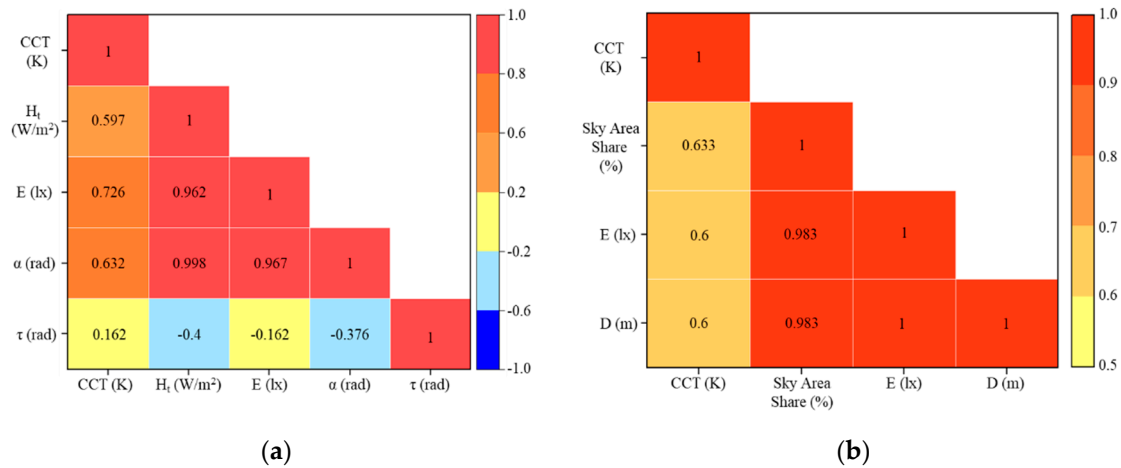 CCT
(K)
1
Hₜ
(W/m²)
0.597
1
E (lx)
0.726
0.962
1
α (rad)
0.632
0.998
0.967
1
τ (rad)
0.162
-0.4
-0.162
-0.376
1
CCT (K)
Hₜ (W/m²)
E (lx)
α (rad)
τ (rad)
1.0
0.8
0.6
0.2
-0.2
-0.6
-1.0
(a)
CCT
(K)
1
Sky Area
Share
(%)
0.633
1
E (lx)
0.6
0.983
1
D (m)
0.6
0.983
1
1
CCT (K)
Sky Area
Share (%)
E (lx)
D (m)
1.0
0.9
0.8
0.7
0.6
0.5
(b)